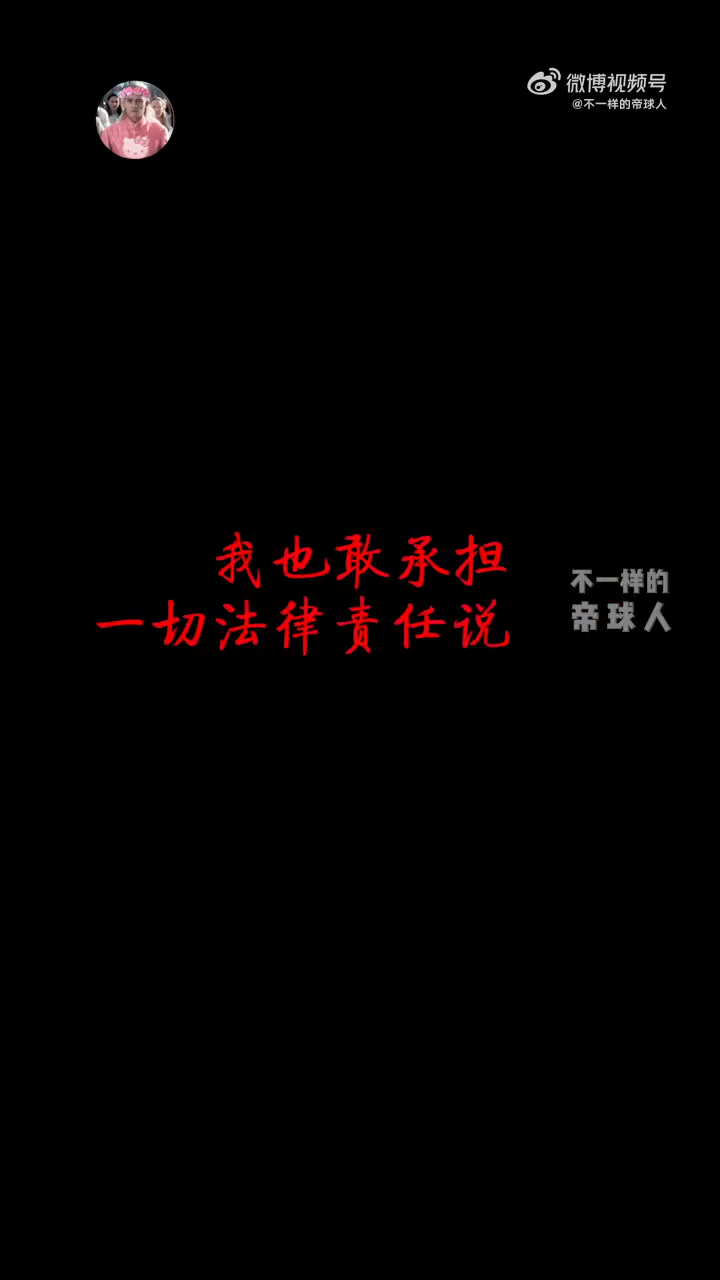 微博视频号
@不一样的帝球人
我也敢承担
一切法律责任说
不一样的
帝球人